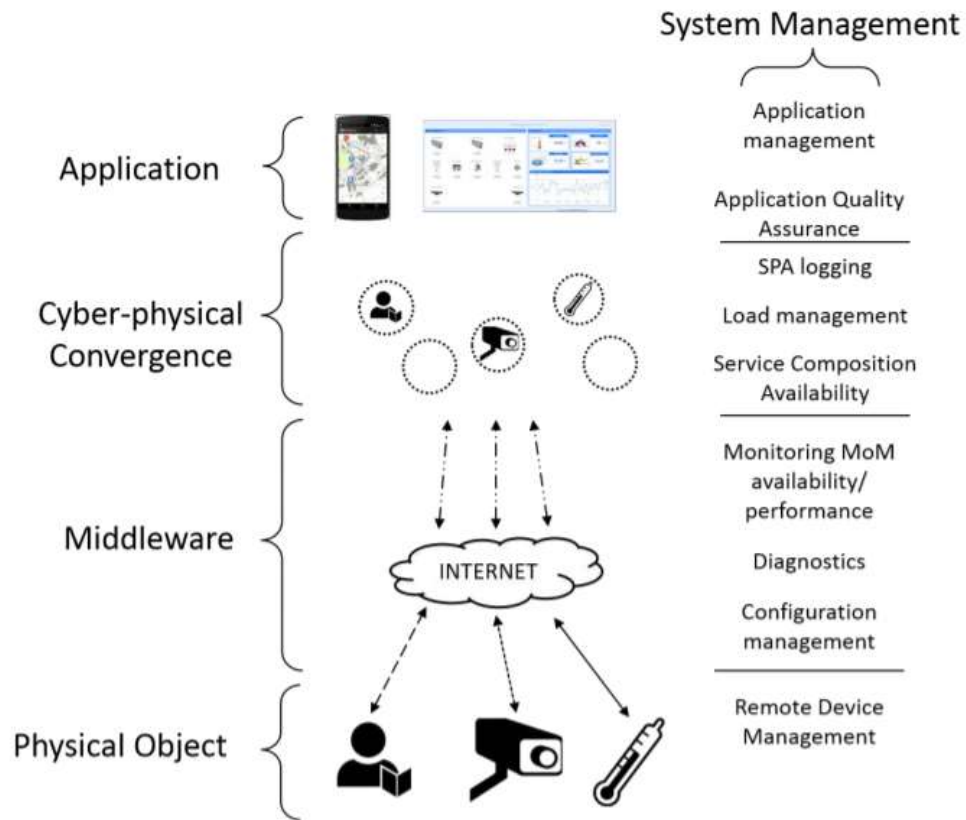 System Management
Application
management
Application
Application Quality
Assurance
SPA logging
Cyber-physical
Convergence
Load management
Service Composition
Availability
Monitoring MoM
availability/
performance
Middleware
INTERNET
Diagnostics
Configuration
management
Physical Object
Remote Device
Management